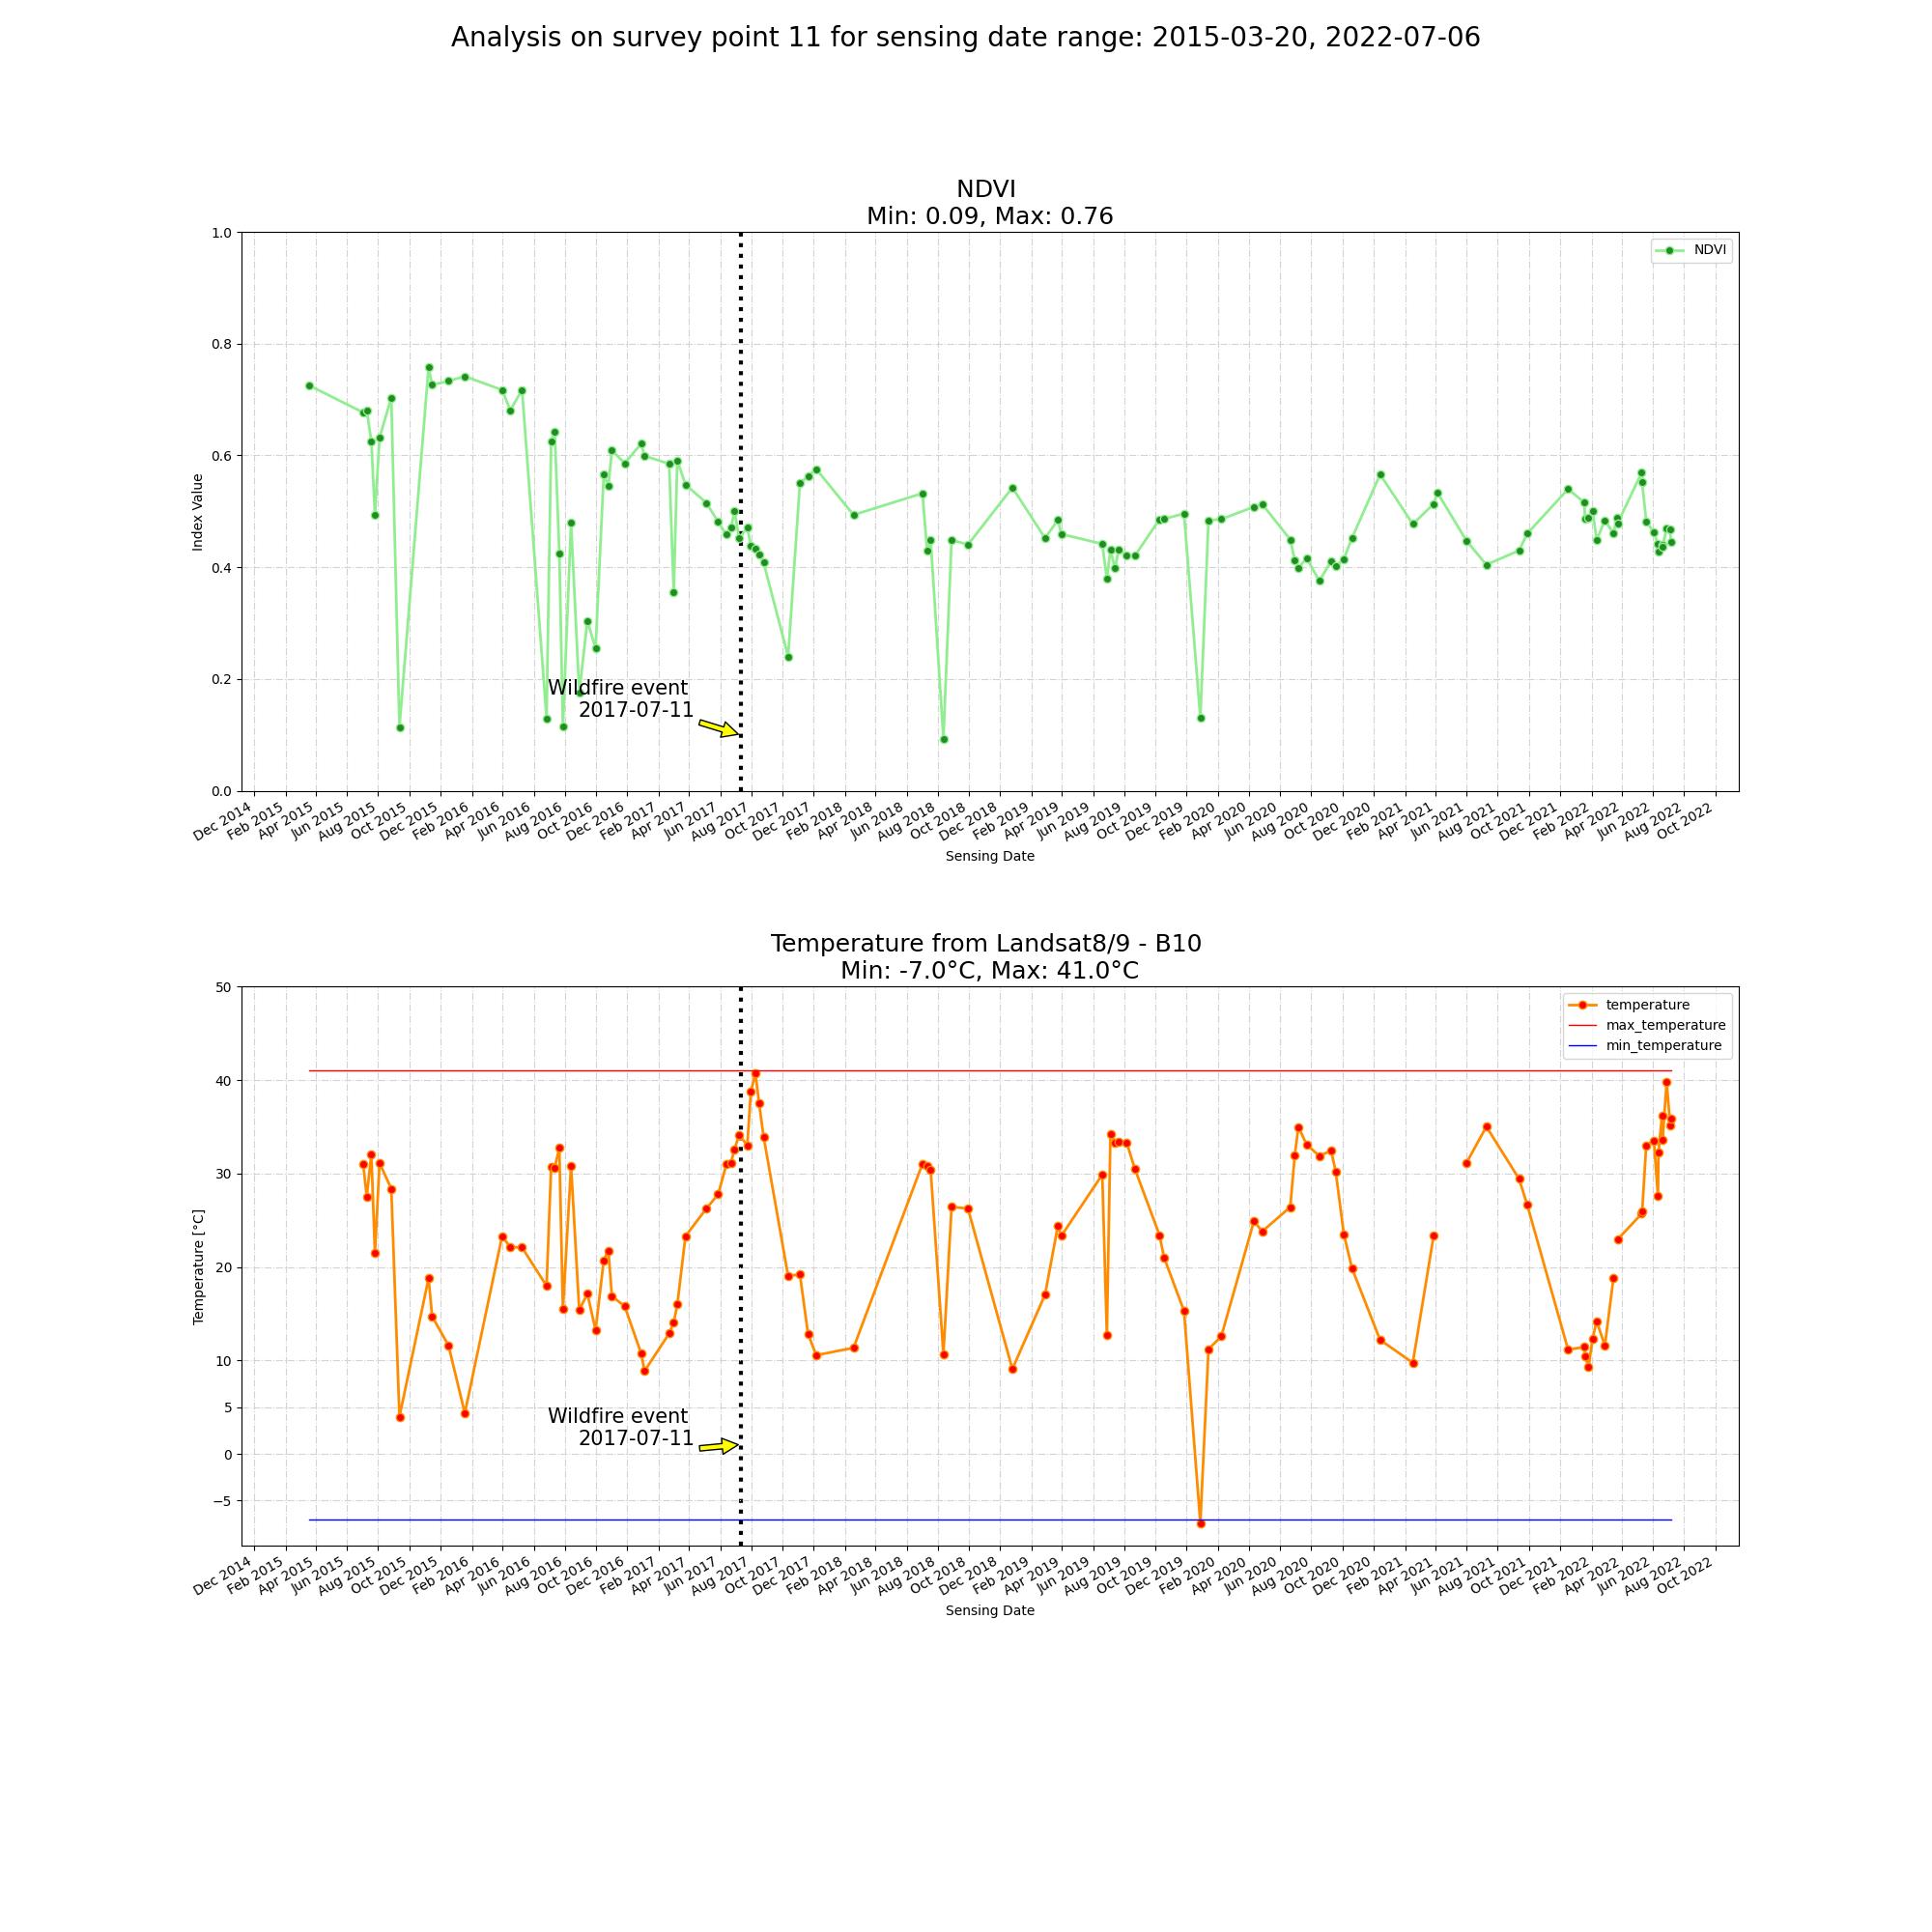 Analysis on survey point 11 for sensing date range: 2015-03-20, 2022-07-06
NDVI
Min: 0.09, Max: 0.76
1.0
0.8
0.6
0.4
0.2
0.0
Index Value
NDVI
Wildfire event
2017-07-11
Dec 2014
Feb 2015
Apr 2015
Jun 2015
Aug 2015
Oct 2015
Dec 2015
Feb 2016
Apr 2016
Jun 2016
Aug 2016
Oct 2016
Dec 2016
Feb 2017
Apr 2017
Jun 2017
Aug 2017
Oct 2017
Dec 2017
Feb 2018
Apr 2018
Jun 2018
Aug 2018
Oct 2018
Dec 2018
Feb 2019
Apr 2019
Jun 2019
Aug 2019
Oct 2019
Dec 2019
Feb 2020
Apr 2020
Jun 2020
Aug 2020
Oct 2020
Dec 2020
Feb 2021
Apr 2021
Jun 2021
Aug 2021
Oct 2021
Dec 2021
Feb 2022
Apr 2022
Jun 2022
Aug 2022
Oct 2022
Sensing Date
Temperature from Landsat8/9 - B10
Min: -7.0°C, Max: 41.0°C
50
40
30
20
10
5
0
−5
Temperature [°C]
temperature
max_temperature
min_temperature
Wildfire event
2017-07-11
Dec 2014
Feb 2015
Apr 2015
Jun 2015
Aug 2015
Oct 2015
Dec 2015
Feb 2016
Apr 2016
Jun 2016
Aug 2016
Oct 2016
Dec 2016
Feb 2017
Apr 2017
Jun 2017
Aug 2017
Oct 2017
Dec 2017
Feb 2018
Apr 2018
Jun 2018
Aug 2018
Oct 2018
Dec 2018
Feb 2019
Apr 2019
Jun 2019
Aug 2019
Oct 2019
Dec 2019
Feb 2020
Apr 2020
Jun 2020
Aug 2020
Oct 2020
Dec 2020
Feb 2021
Apr 2021
Jun 2021
Aug 2021
Oct 2021
Dec 2021
Feb 2022
Apr 2022
Jun 2022
Aug 2022
Oct 2022
Sensing Date